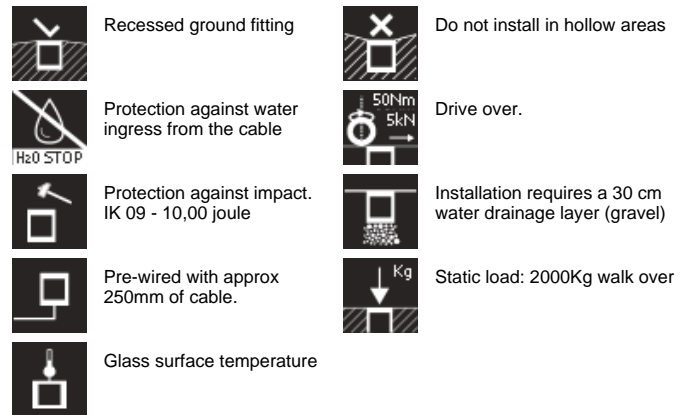 Recessed ground fitting
Do not install in hollow areas
H20 STOP
Protection against water
ingress from the cable
50Nm
5kN
Drive over.
Protection against impact.
IK 09 - 10,00 joule
Installation requires a 30 cm
water drainage layer (gravel)
Pre-wired with approx
250mm of cable.
Kg
Static load: 2000Kg walk over
Glass surface temperature